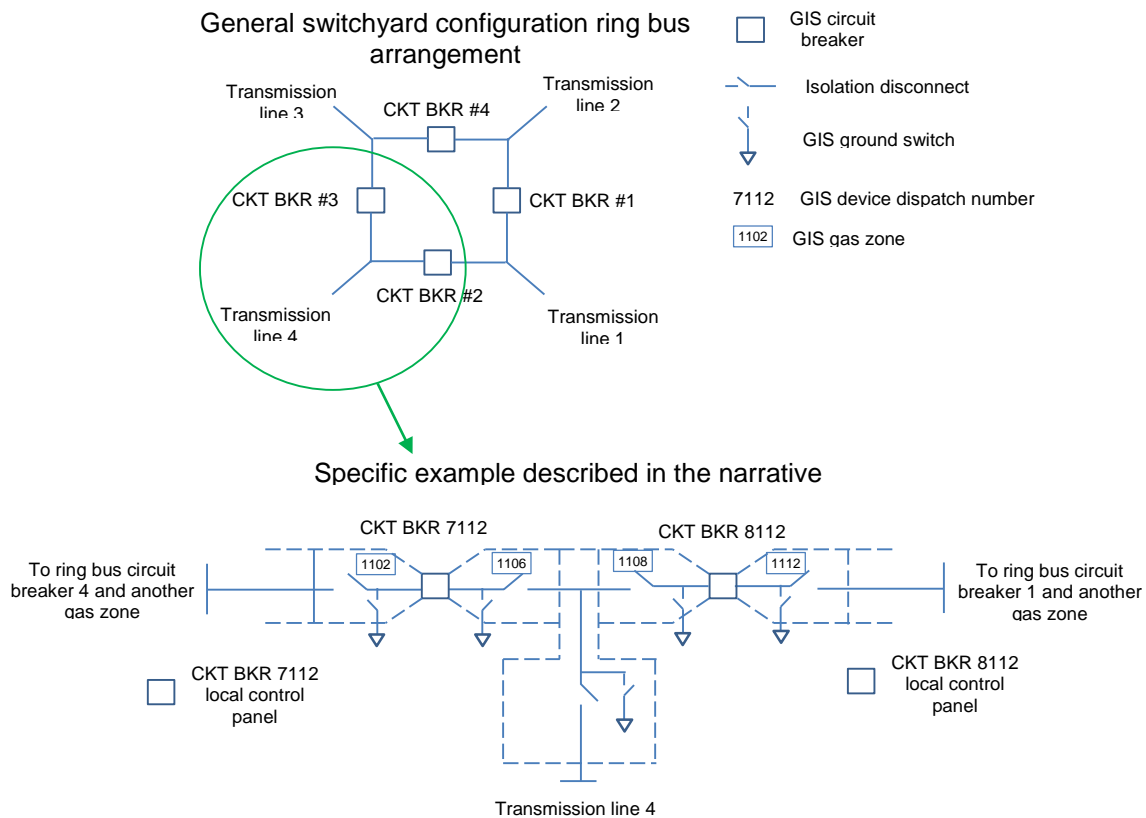 General switchyard configuration ring bus
arrangement
GIS circuit
breaker
Isolation disconnect
GIS ground switch
7112 GIS device dispatch number
1102 GIS gas zone
Transmission
line 3
CKT BKR #4
Transmission
line 2
CKT BKR #3
CKT BKR #1
CKT BKR #2
Transmission
line 4
Transmission
line 1
Specific example described in the narrative
CKT BKR 7112
CKT BKR 8112
1102
1106
1108
1112
To ring bus circuit
breaker 4 and another
gas zone
To ring bus circuit
breaker 1 and another
gas zone
CKT BKR 7112
local control
panel
CKT BKR 8112
local control
panel
Transmission line 4